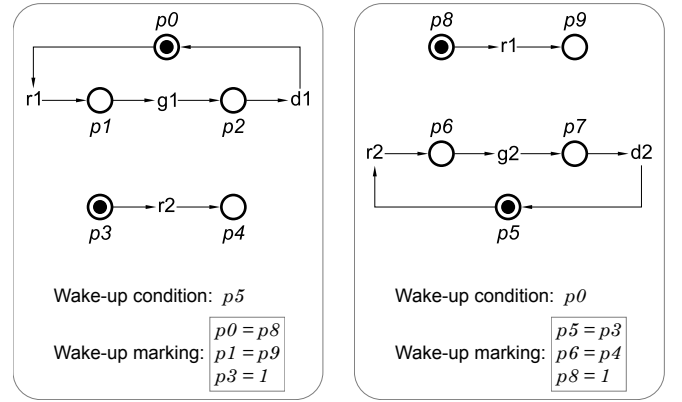 p0
r1
p1
g1
p2
d1
p3
r2
p4
Wake-up condition: p5
Wake-up marking:
p0 = p8
p1 = p9
p3 = 1
p8
r1
p9
r2
p6
g2
p7
d2
p5
Wake-up condition: p0
Wake-up marking:
p5 = p3
p6 = p4
p8 = 1